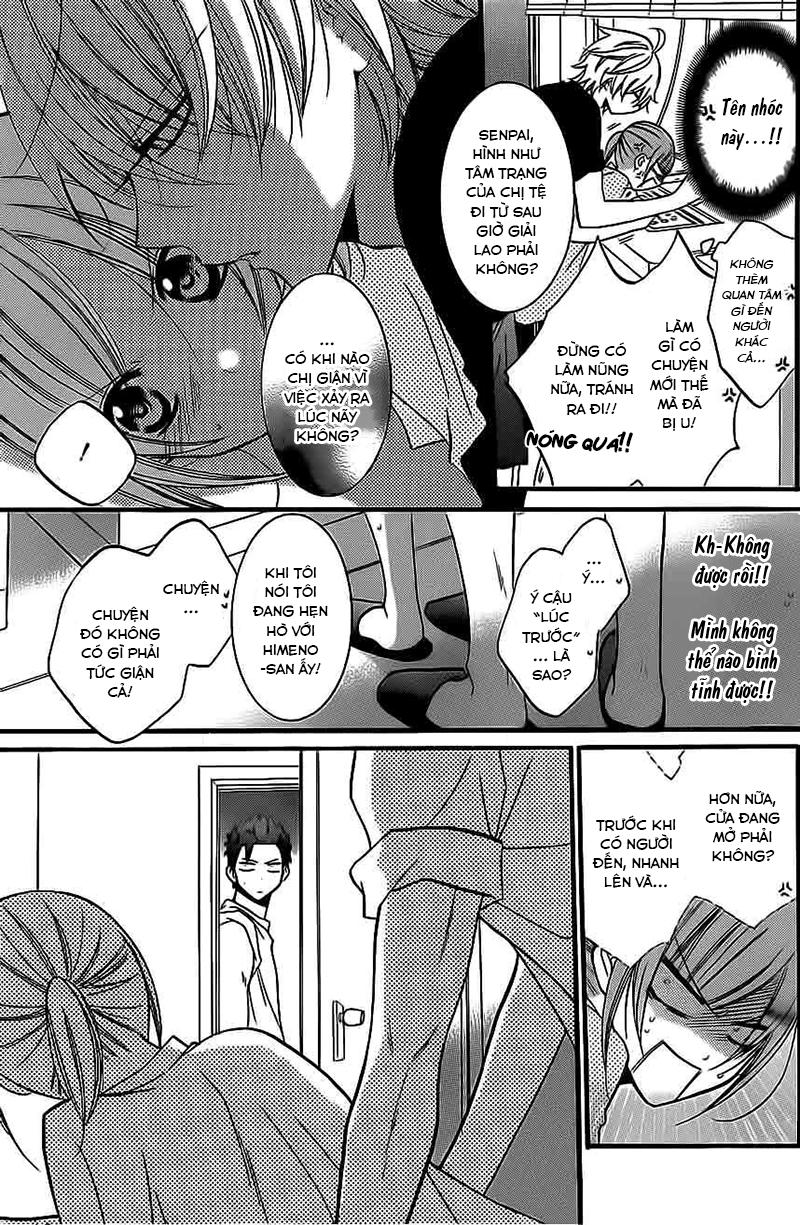 Tên nhóc
này...!!
KHÔNG
THÈM
QUAN TÂM
GÌ ĐẾN
NGƯỜI
KHÁC
CẢ...
LÀM
GÌ CÓ
CHUYỆN
MỚI THẾ
MÀ ĐÃ
BỊ U!
ĐỪNG CÓ
LÀM NŨNG
NỮA, TRÁNH
RA ĐI!!
NÓNG QUÁ!!
SENPAI,
HÌNH NHƯ
TÂM TRẠNG
CỦA CHỊ TỆ
ĐI TỪ SAU
GIỜ GIẢI
LAO PHẢI
KHÔNG?
...
CÓ KHI NÀO
CHỊ GIẬN VÌ
VIỆC XẢY RA
LÚC NÃY
KHÔNG?
!
Kh-Không
được rồi!!
Mình không
thể nào bình
tĩnh được!!
...
Ý...
Ý CẬU
“LÚC
TRƯỚC”
... LÀ
SAO?
KHI TÔI
NÓI TÔI
ĐANG HẸN
HÒ VỚI
HIMENO
-SAN ẤY!
CHUYỆN
...
CHUYỆN
ĐÓ KHÔNG
CÓ GÌ PHẢI
TỨC GIẬN
CẢ!
HƠN NỮA,
CỬA ĐANG
MỞ PHẢI
KHÔNG?
TRƯỚC KHI
CÓ NGƯỜI
ĐẾN, NHANH
LÊN VÀ...